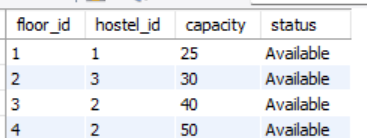 floor_id hostel_id capacity status
1 1 25 Available
2 3 30 Available
3 2 40 Available
4 2 50 Available